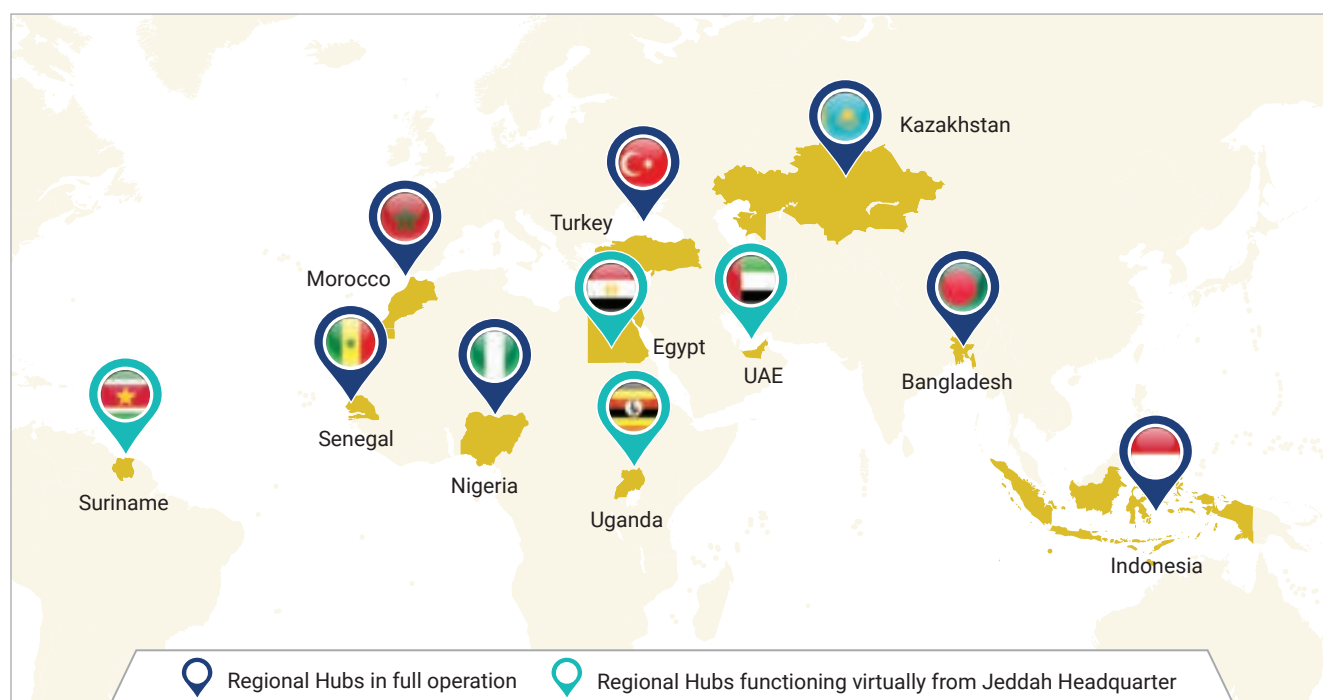 Kazakhstan
Turkey
Morocco
Egypt
UAE
Bangladesh
Senegal
Nigeria
Suriname
Uganda
Indonesia
Regional Hubs in full operation
Regional Hubs functioning virtually from Jeddah Headquarter